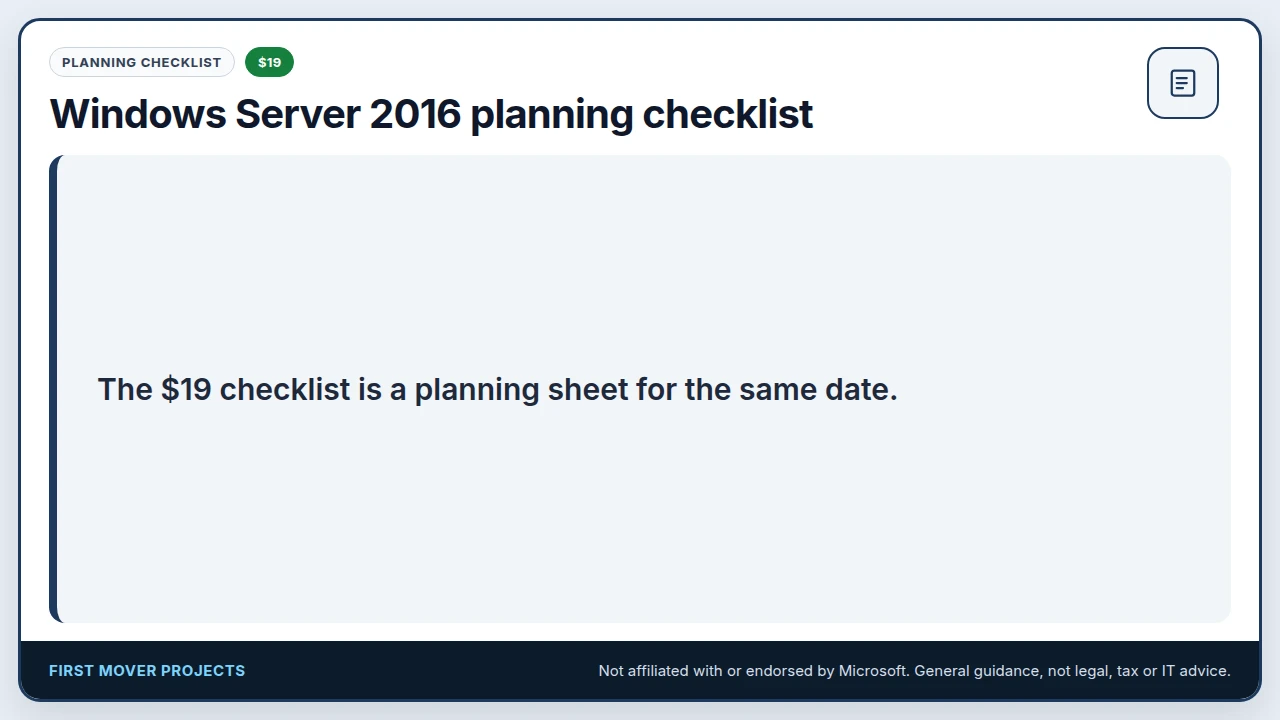 PLANNING CHECKLIST
$19
Windows Server 2016 planning checklist
The $19 checklist is a planning sheet for the same date.
FIRST MOVER PROJECTS
Not affiliated with or endorsed by Microsoft. General guidance, not legal, tax or IT advice.